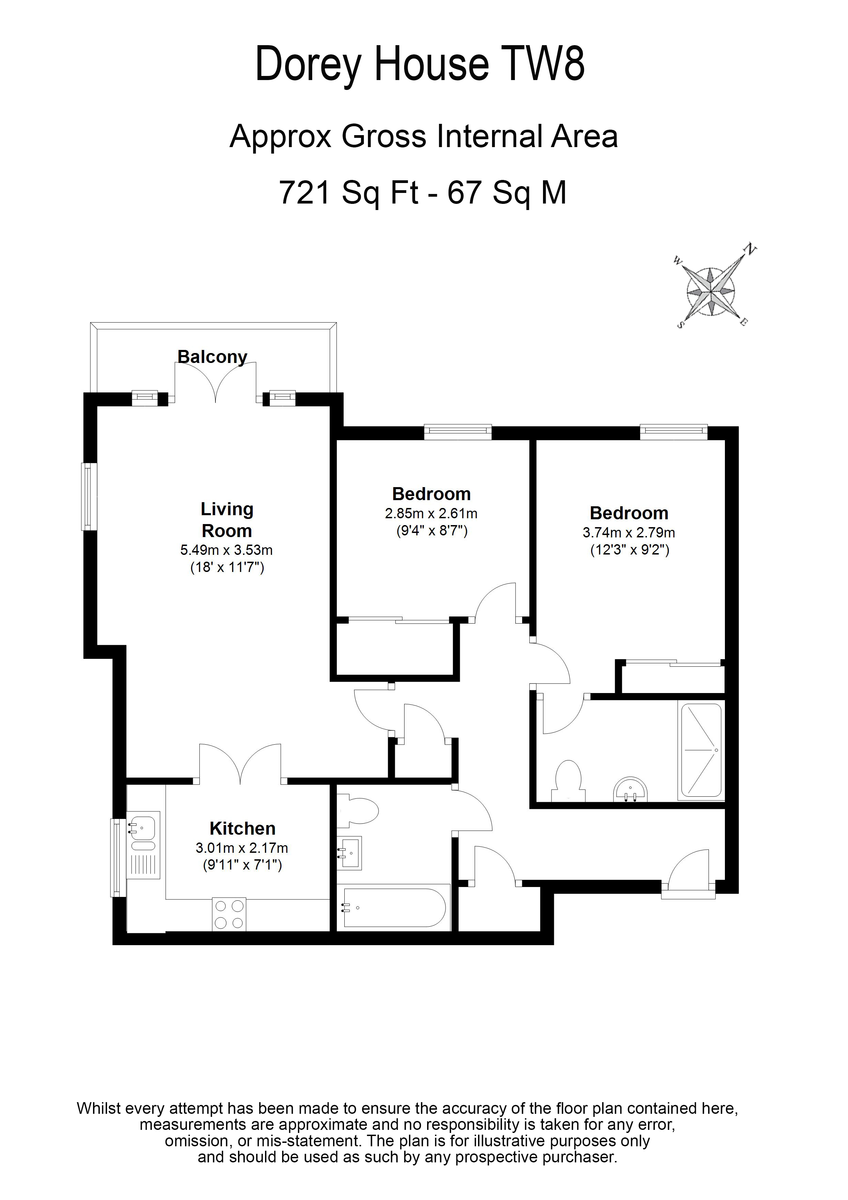 Dorey House TW8
Approx Gross Internal Area
721 Sq Ft - 67 Sq M
N
W
S
E
Balcony
Living
Room
5.49m x 3.53m
(18' x 11'7")
Bedroom
2.85m x 2.61m
(9'4" x 8'7")
Bedroom
3.74m x 2.79m
(12'3" x 9'2")
Kitchen
3.01m x 2.17m
(9'11" x 7'1")
Whilst every attempt has been made to ensure the accuracy of the floor plan contained here,
measurements are approximate and no responsibility is taken for any error,
omission, or mis-statement. The plan is for illustrative purposes only
and should be used as such by any prospective purchaser.